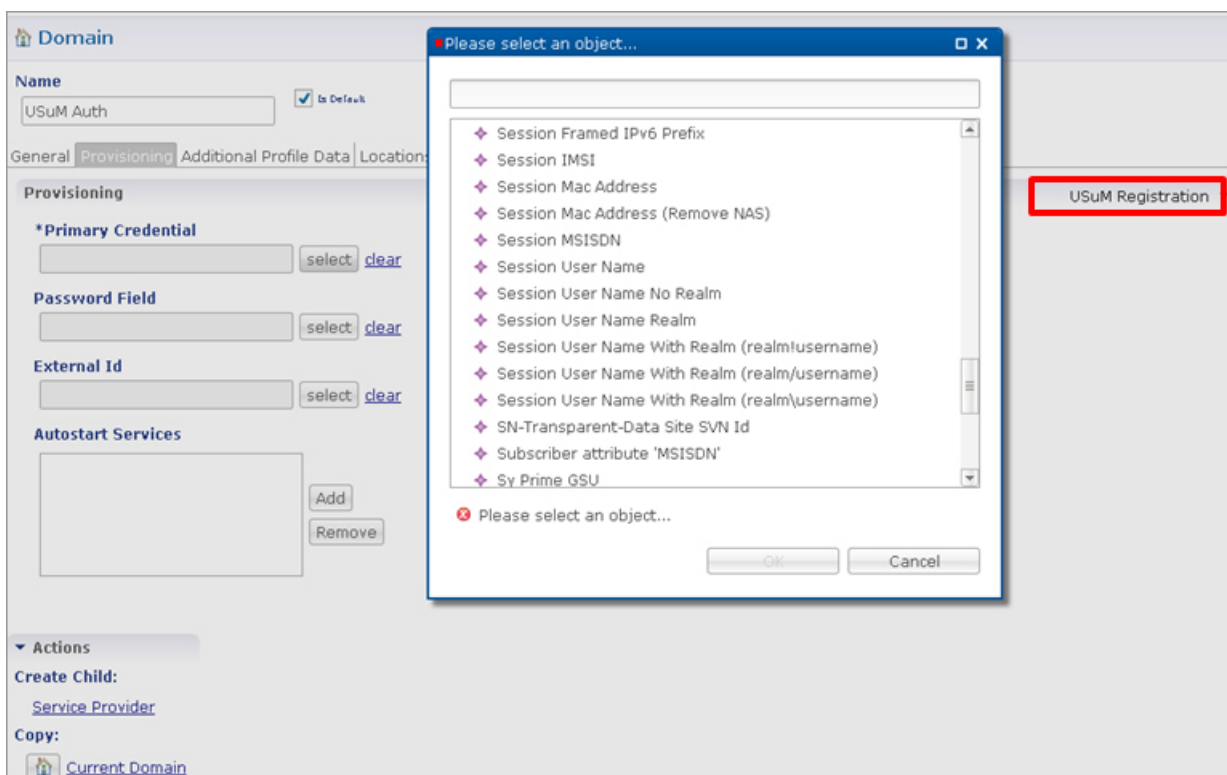 Domain
Name
USuM Auth
Is Default
General Provisioning Additional Profile Data Location
Provisioning
USuM Registration
*Primary Credential
select clear
Password Field
select clear
External Id
select clear
Autostart Services
Add
Remove
Actions
Create Child:
Service Provider
Copy:
Current Domain
Please select an object...
Session Framed IPv6 Prefix
Session IMSI
Session Mac Address
Session Mac Address (Remove NAS)
Session MSISDN
Session User Name
Session User Name No Realm
Session User Name Realm
Session User Name With Realm (realm!username)
Session User Name With Realm (realm/username)
Session User Name With Realm (realm\username)
SN-Transparent-Data Site SVN Id
Subscriber attribute 'MSISDN'
Sy Prime GSU
Please select an object...
OK Cancel